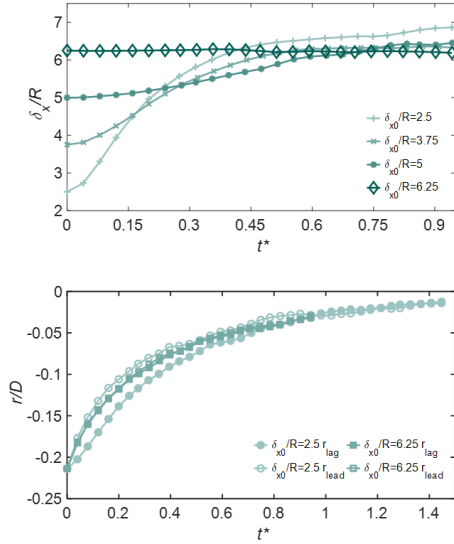 7
6
5
4
3
2
δx/R
0 0.15 0.3 0.45 0.6 0.75 0.9
t*
δx0/R=2.5
δx0/R=3.75
δx0/R=5
δx0/R=6.25
0
-0.05
-0.1
-0.15
-0.2
-0.25
r/D
0 0.2 0.4 0.6 0.8 1 1.2 1.4
t*
δx0/R=2.5 rlag δx0/R=6.25 rlag
δx0/R=2.5 rlead δx0/R=6.25 rlead